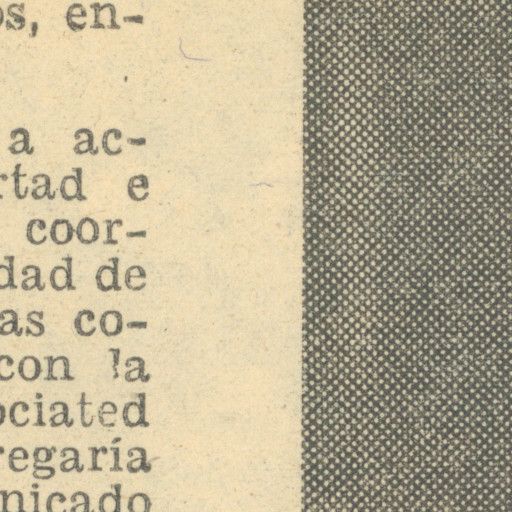 os, en-
a ac-
rtad e
coor-
dad de
as co-
con la
ociated
regaría
nicado